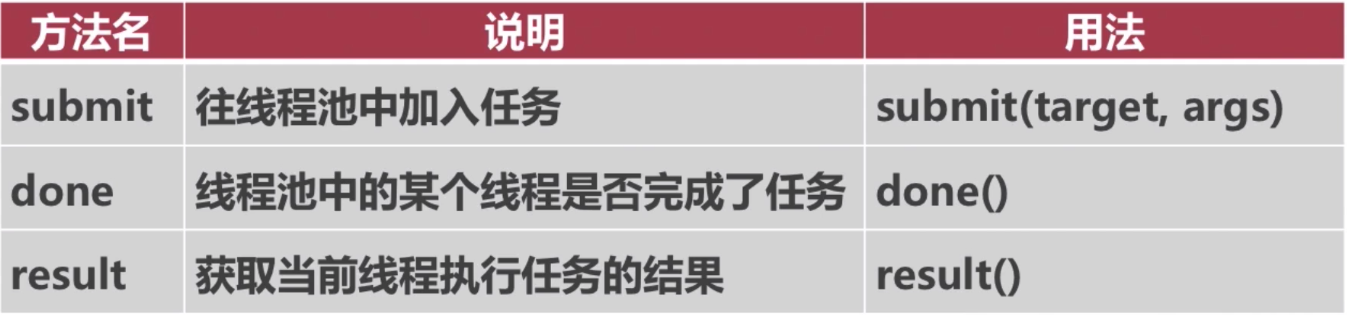 方法名 说明 用法
submit 往线程池中加入任务 submit(target, args)
done 线程池中的某个线程是否完成了任务 done()
result 获取当前线程执行任务的结果 result()